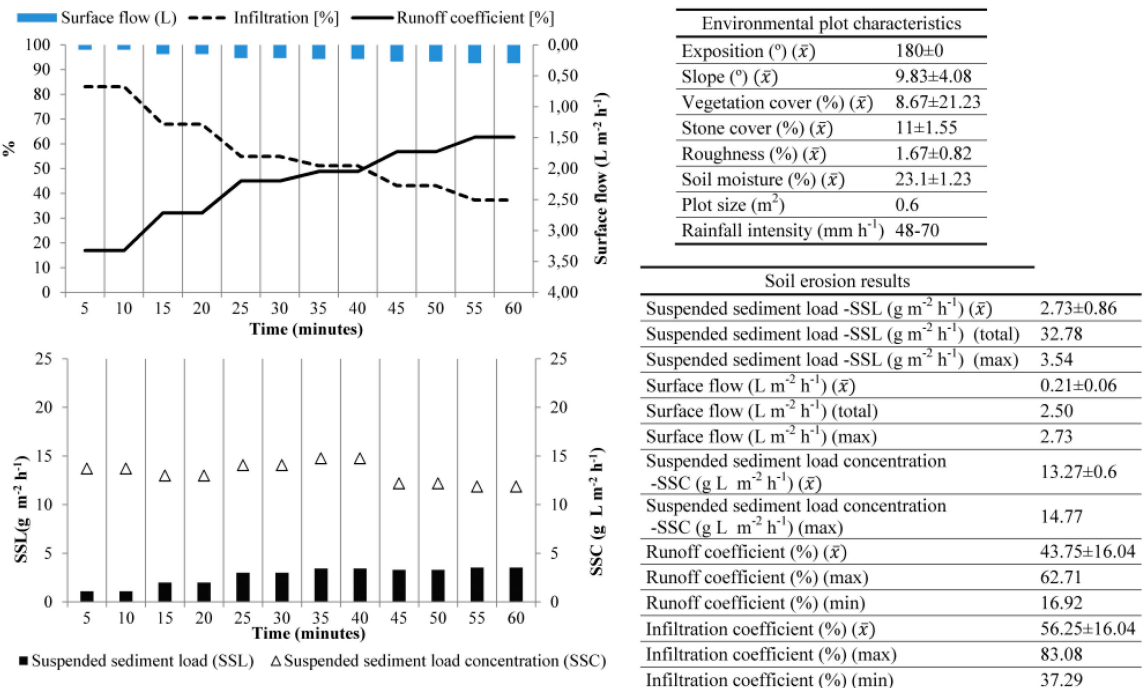 Surface flow (L) Infiltration [%] Runoff coefficient [%]
100
90
80
70
60
50
40
30
20
10
0
%
0,00
0,50
1,00
1,50
2,00
2,50
3,00
3,50
4,00
Surface flow (L m⁻² h⁻¹)
5 10 15 20 25 30 35 40 45 50 55 60
Time (minutes)
25
20
15
10
5
0
SSL(g m⁻² h⁻¹)
25
20
15
10
5
0
SSC (g L m⁻² h⁻¹)
5 10 15 20 25 30 35 40 45 50 55 60
Time (minutes)
Suspended sediment load (SSL) Suspended sediment load concentration (SSC)
Environmental plot characteristics
Exposition (º) (x̄) 180±0
Slope (º) (x̄) 9.83±4.08
Vegetation cover (%) (x̄) 8.67±21.23
Stone cover (%) (x̄) 11±1.55
Roughness (%) (x̄) 1.67±0.82
Soil moisture (%) (x̄) 23.1±1.23
Plot size (m²) 0.6
Rainfall intensity (mm h⁻¹) 48-70
Soil erosion results
Suspended sediment load -SSL (g m⁻² h⁻¹) (x̄) 2.73±0.86
Suspended sediment load -SSL (g m⁻² h⁻¹) (total) 32.78
Suspended sediment load -SSL (g m⁻² h⁻¹) (max) 3.54
Surface flow (L m⁻² h⁻¹) (x̄) 0.21±0.06
Surface flow (L m⁻² h⁻¹) (total) 2.50
Surface flow (L m⁻² h⁻¹) (max) 2.73
Suspended sediment load concentration
-SSC (g L m⁻² h⁻¹) (x̄) 13.27±0.6
Suspended sediment load concentration
-SSC (g L m⁻² h⁻¹) (max) 14.77
Runoff coefficient (%) (x̄) 43.75±16.04
Runoff coefficient (%) (max) 62.71
Runoff coefficient (%) (min) 16.92
Infiltration coefficient (%) (x̄) 56.25±16.04
Infiltration coefficient (%) (max) 83.08
Infiltration coefficient (%) (min) 37.29